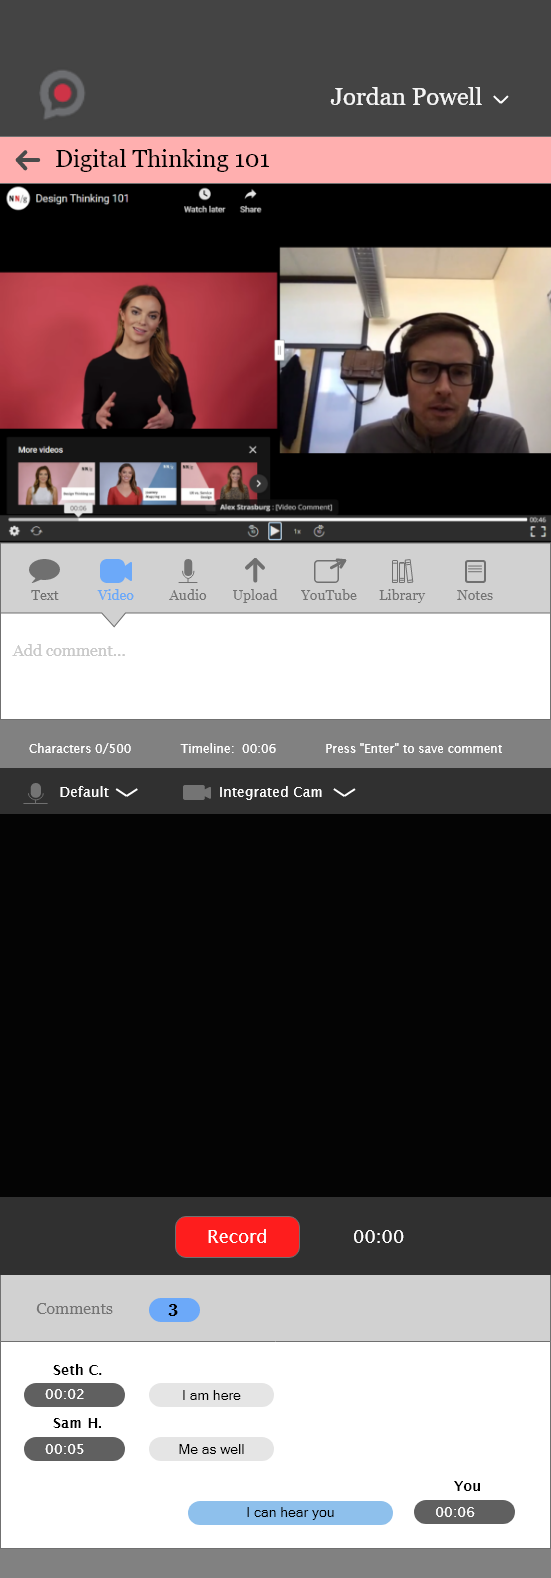 Jordan Powell
Digital Thinking 101
NN/g Design Thinking 101
Watch later Share
More videos
00:06
Alex Strasburg : [Video Comment]
00:46
1x
Text Video Audio Upload YouTube Library Notes
Add comment...
Characters 0/500 Timeline: 00:06 Press "Enter" to save comment
Default Integrated Cam
Record 00:00
Comments 3
Seth C.
00:02 I am here
Sam H.
00:05 Me as well
You
I can hear you 00:06